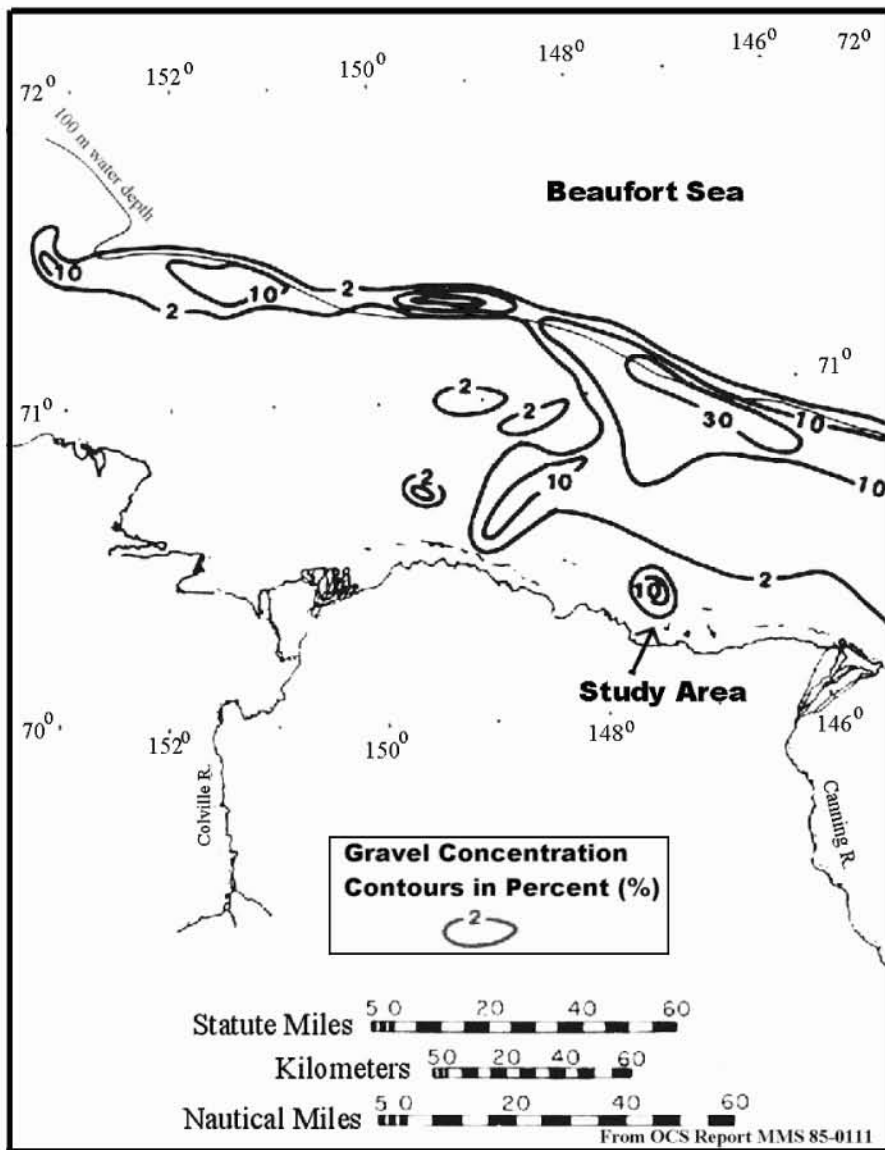 146⁰ 72⁰
148⁰
150⁰
152⁰
72⁰
100 m water depth
Beaufort Sea
10
10
2
2
71⁰
2
30
10
71⁰
2
10
2
10
2
10
Study Area
70⁰
152⁰
150⁰
148⁰
146⁰
Colville R.
Canning R.
Gravel Concentration
Contours in Percent (%)
2
5 0 20 40 60
Statute Miles
50 20 40 60
Kilometers
5 0 20 40 60
Nautical Miles
From OCS Report MMS 85-0111